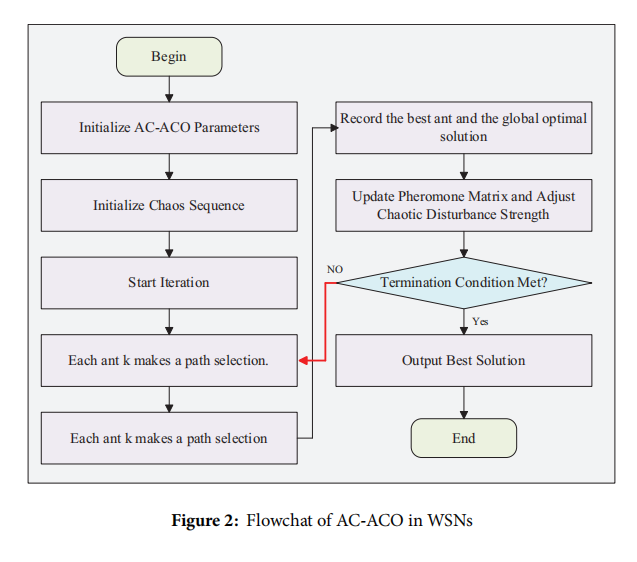 Begin
Initialize AC-ACO Parameters
Initialize Chaos Sequence
Start Iteration
Each ant k makes a path selection.
Each ant k makes a path selection
Record the best ant and the global optimal
solution
Update Pheromone Matrix and Adjust
Chaotic Disturbance Strength
Termination Condition Met?
NO
Yes
Output Best Solution
End
Figure 2: Flowchat of AC-ACO in WSNs